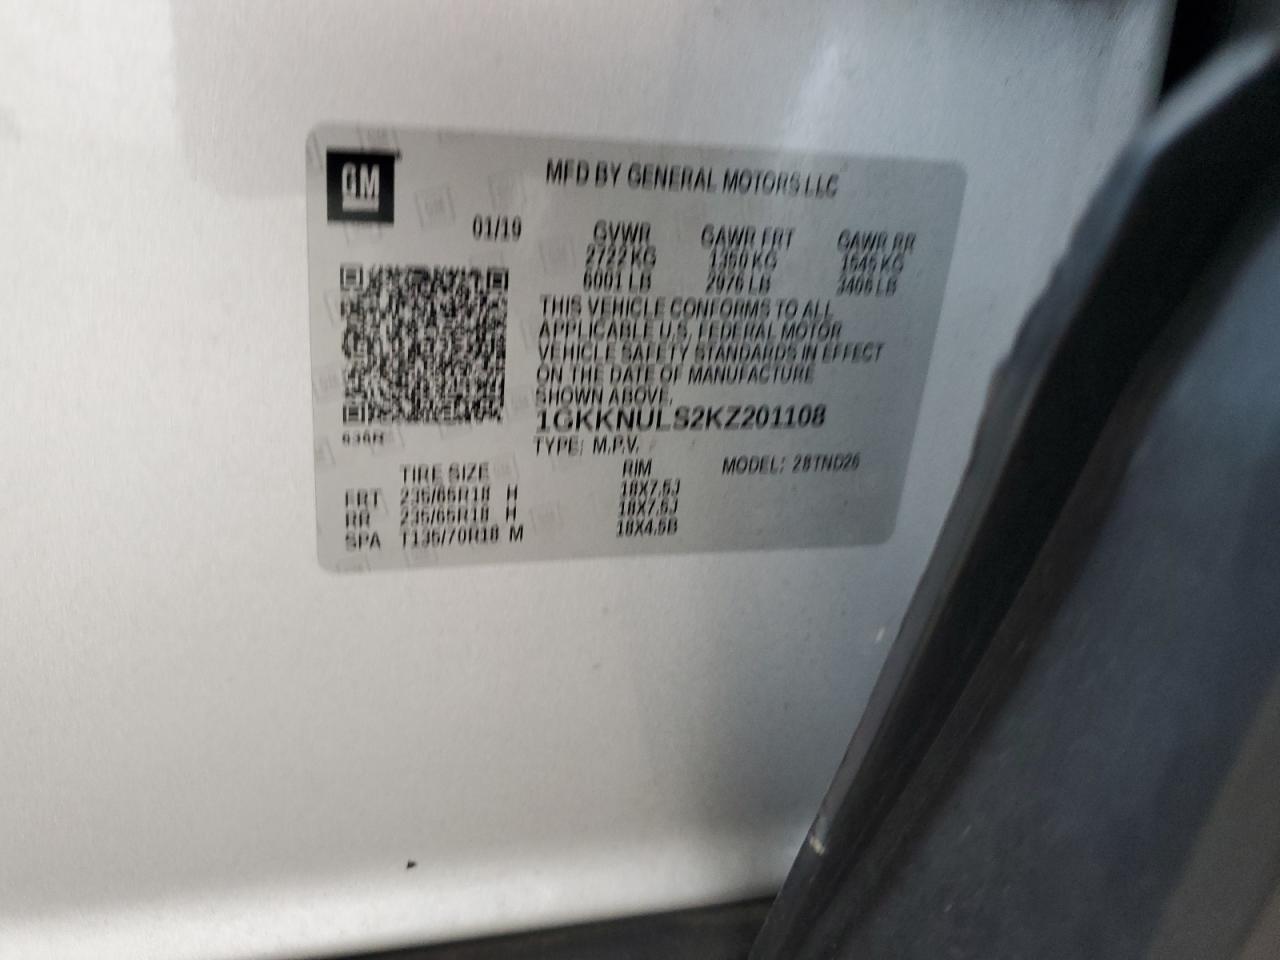 GM
MFD BY GENERAL MOTORS LLC
01/19 GVWR GAWR FRT GAWR RR
2722 KG 1350 KG 1545 KG
6001 LB 2976 LB 3406 LB
THIS VEHICLE CONFORMS TO ALL
APPLICABLE U.S. FEDERAL MOTOR
VEHICLE SAFETY STANDARDS IN EFFECT
ON THE DATE OF MANUFACTURE
SHOWN ABOVE.
1GKKNULS2KZ201108
TYPE: M.P.V.
TIRE SIZE RIM MODEL:
FRT 235/65R18 H 18X7.5J
RR 235/65R18 H 18X7.5J
SPA T135/70R18 M 18X4.5B